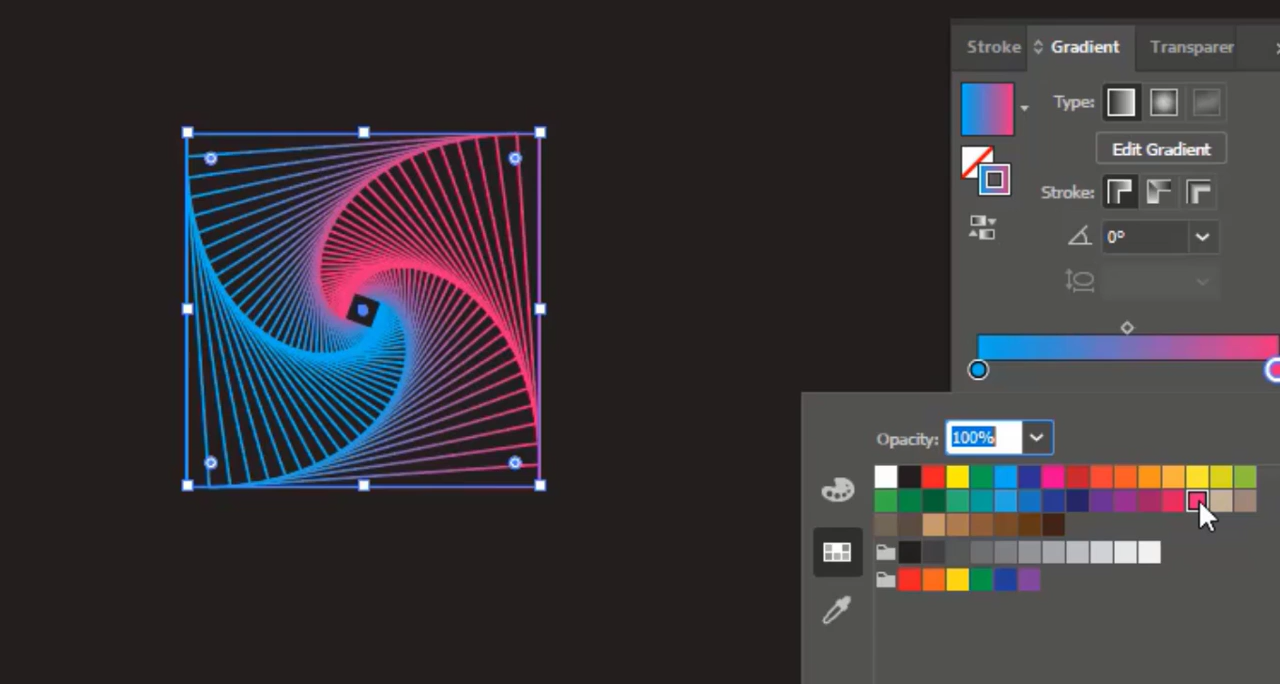 Stroke Gradient Transparer
Type:
Edit Gradient
Stroke:
0°
Opacity: 100%